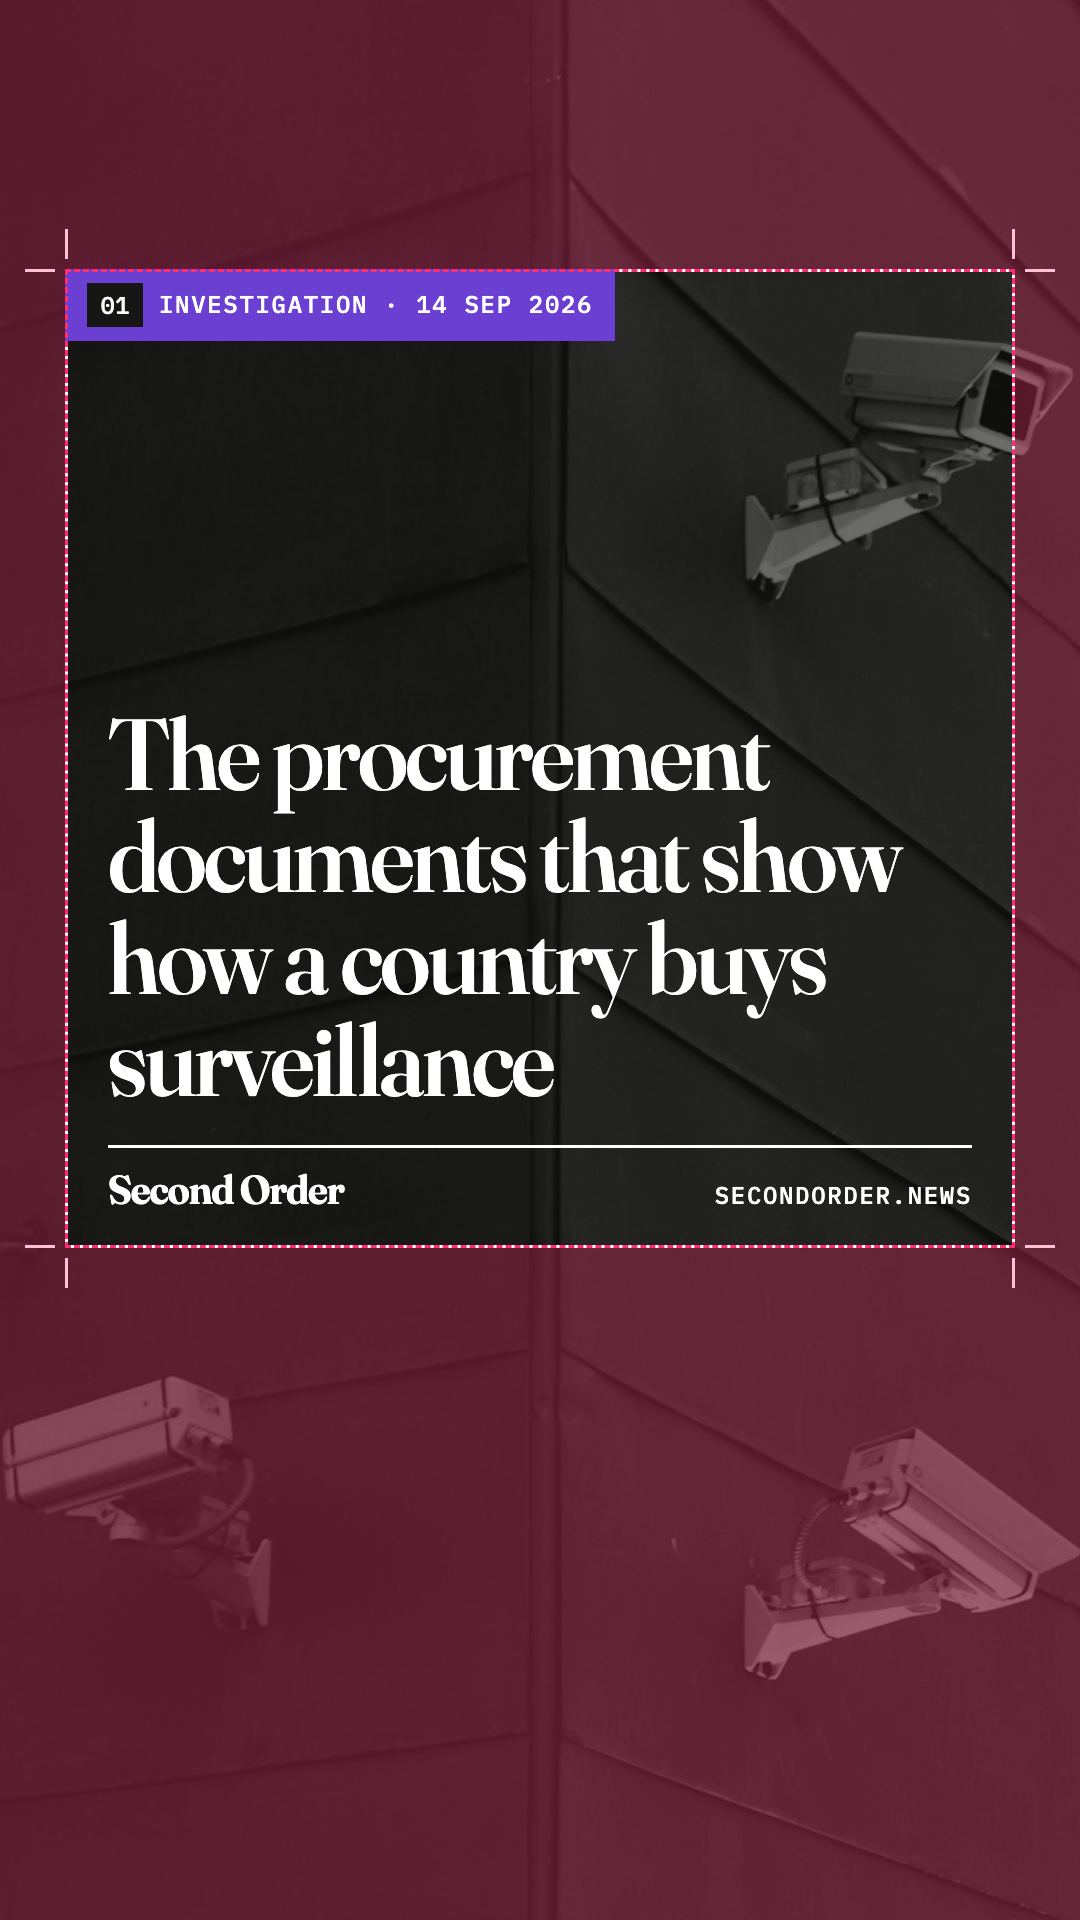 01 INVESTIGATION · 14 SEP 2026
The procurement
documents that show
how a country buys
surveillance
Second Order
SECONDORDER.NEWS